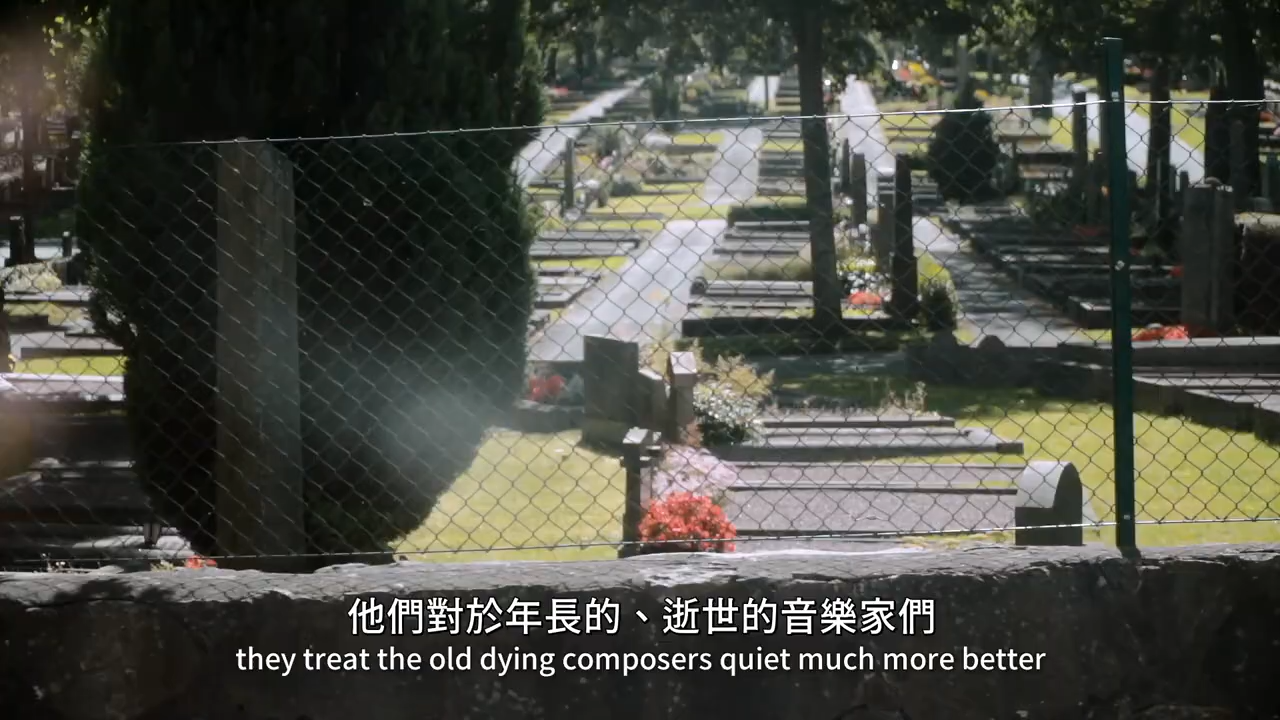 他們對於年長的、逝世的音樂家們
they treat the old dying composers quiet much more better